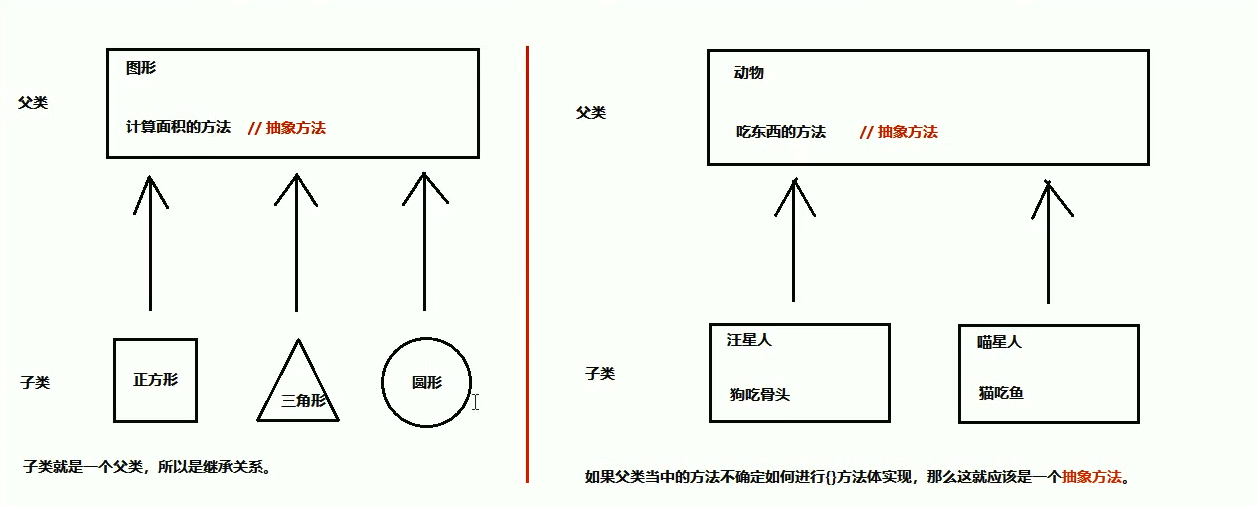 图形
父类
计算面积的方法 // 抽象方法
正方形
三角形
圆形
子类
子类就是一个父类，所以是继承关系。
动物
父类
吃东西的方法 // 抽象方法
汪星人
狗吃骨头
喵星人
猫吃鱼
子类
如果父类当中的方法不确定如何进行{}方法体实现，那么这就应该是一个抽象方法。